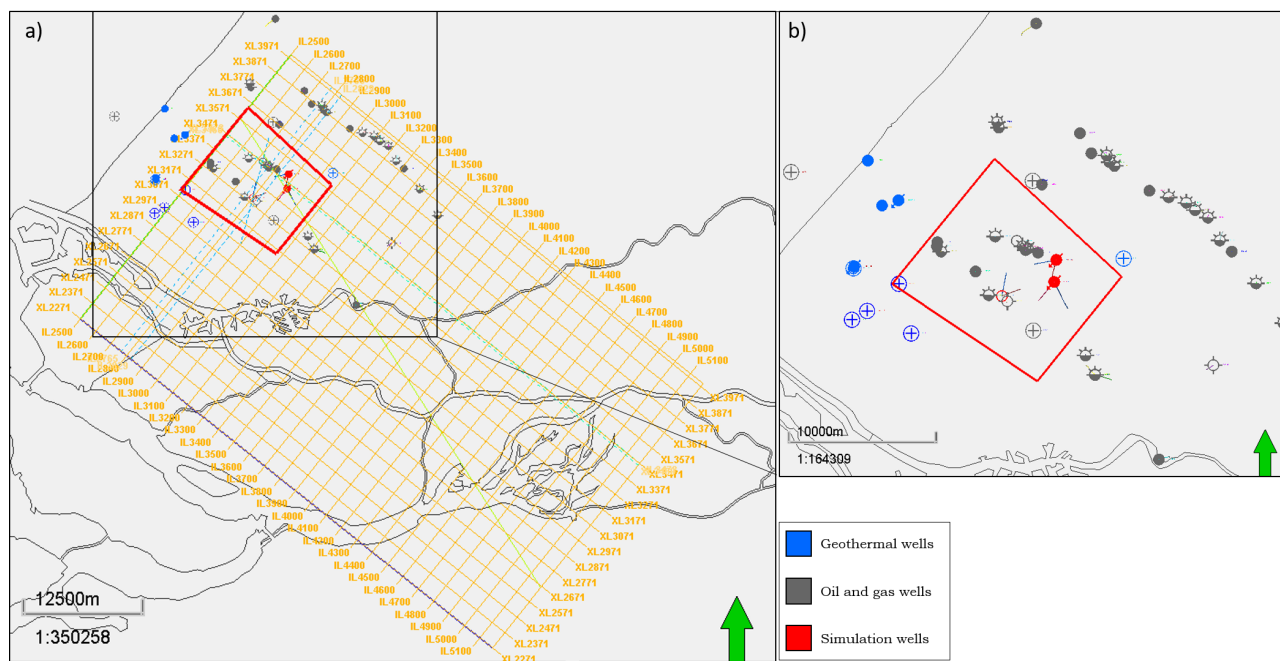 a)
XL3971
XL3871
XL3771
XL3671
XL3571
XL3471
XL3371
XL3271
XL3171
XL2971
XL2871
XL2771
XL2371
XL2271
IL2500
IL2600
IL2700
IL2800
IL2900
IL3000
IL3100
IL3200
IL3400
IL3500
IL3600
IL3700
IL3800
IL3900
IL4000
IL4100
IL4200
IL4300
IL4400
IL4500
IL4600
IL4700
IL4800
IL4900
IL5000
IL5100
IL2500
IL2600
IL2700
IL2900
IL3000
IL3100
IL3300
IL3400
IL3500
IL3600
IL3700
IL3800
IL4000
IL4100
IL4300
IL4400
IL4500
IL4600
IL4700
IL4800
IL4900
IL5000
IL5100
XL3971
XL3871
XL3771
XL3671
XL3571
XL3471
XL3371
XL3171
XL3071
XL2971
XL2871
XL2771
XL2671
XL2571
XL2471
XL2371
XL2271
12500m
1:350258
b)
10000m
1:164309
Geothermal wells
Oil and gas wells
Simulation wells